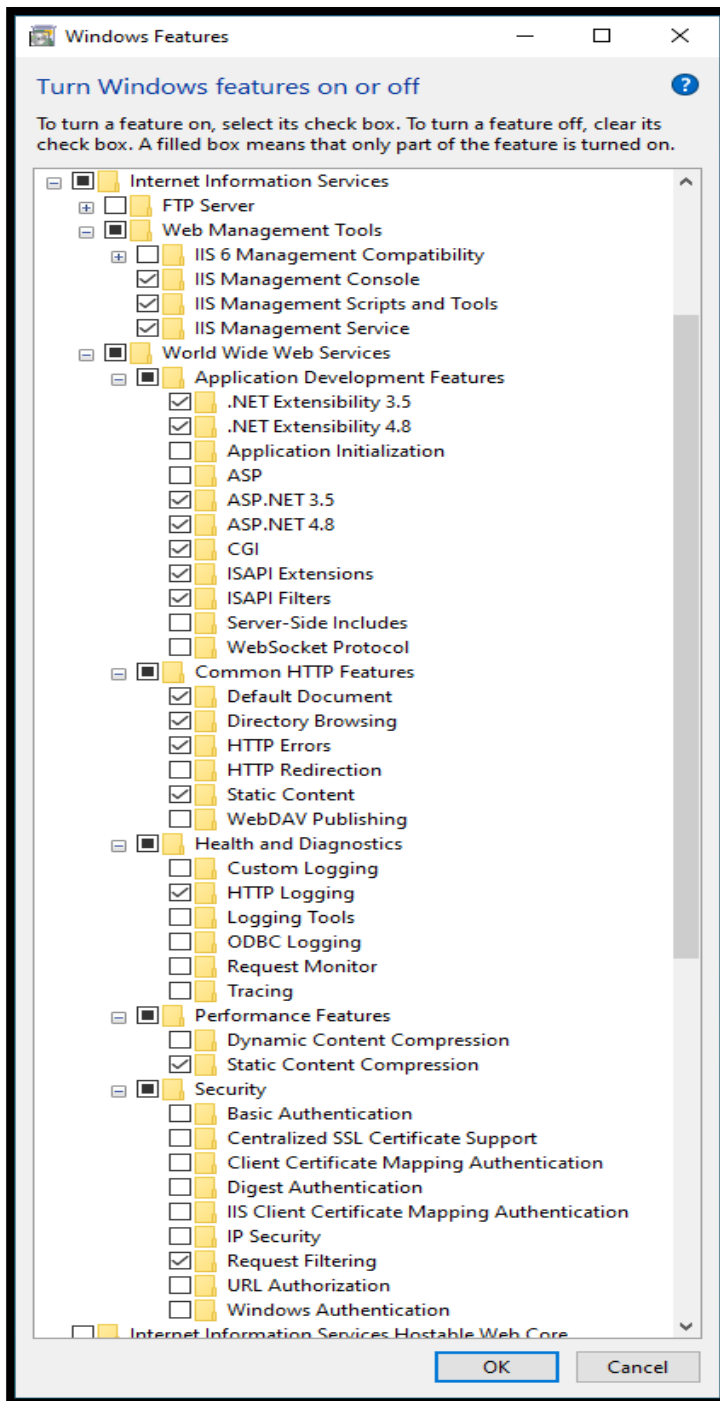 Windows Features
Turn Windows features on or off
To turn a feature on, select its check box. To turn a feature off, clear its
check box. A filled box means that only part of the feature is turned on.
Internet Information Services
FTP Server
Web Management Tools
IIS 6 Management Compatibility
IIS Management Console
IIS Management Scripts and Tools
IIS Management Service
World Wide Web Services
Application Development Features
.NET Extensibility 3.5
.NET Extensibility 4.8
Application Initialization
ASP
ASP.NET 3.5
ASP.NET 4.8
CGI
ISAPI Extensions
ISAPI Filters
Server-Side Includes
WebSocket Protocol
Common HTTP Features
Default Document
Directory Browsing
HTTP Errors
HTTP Redirection
Static Content
WebDAV Publishing
Health and Diagnostics
Custom Logging
HTTP Logging
Logging Tools
ODBC Logging
Request Monitor
Tracing
Performance Features
Dynamic Content Compression
Static Content Compression
Security
Basic Authentication
Centralized SSL Certificate Support
Client Certificate Mapping Authentication
Digest Authentication
IIS Client Certificate Mapping Authentication
IP Security
Request Filtering
URL Authorization
Windows Authentication
Internet Information Services Hostable Web Core
OK Cancel